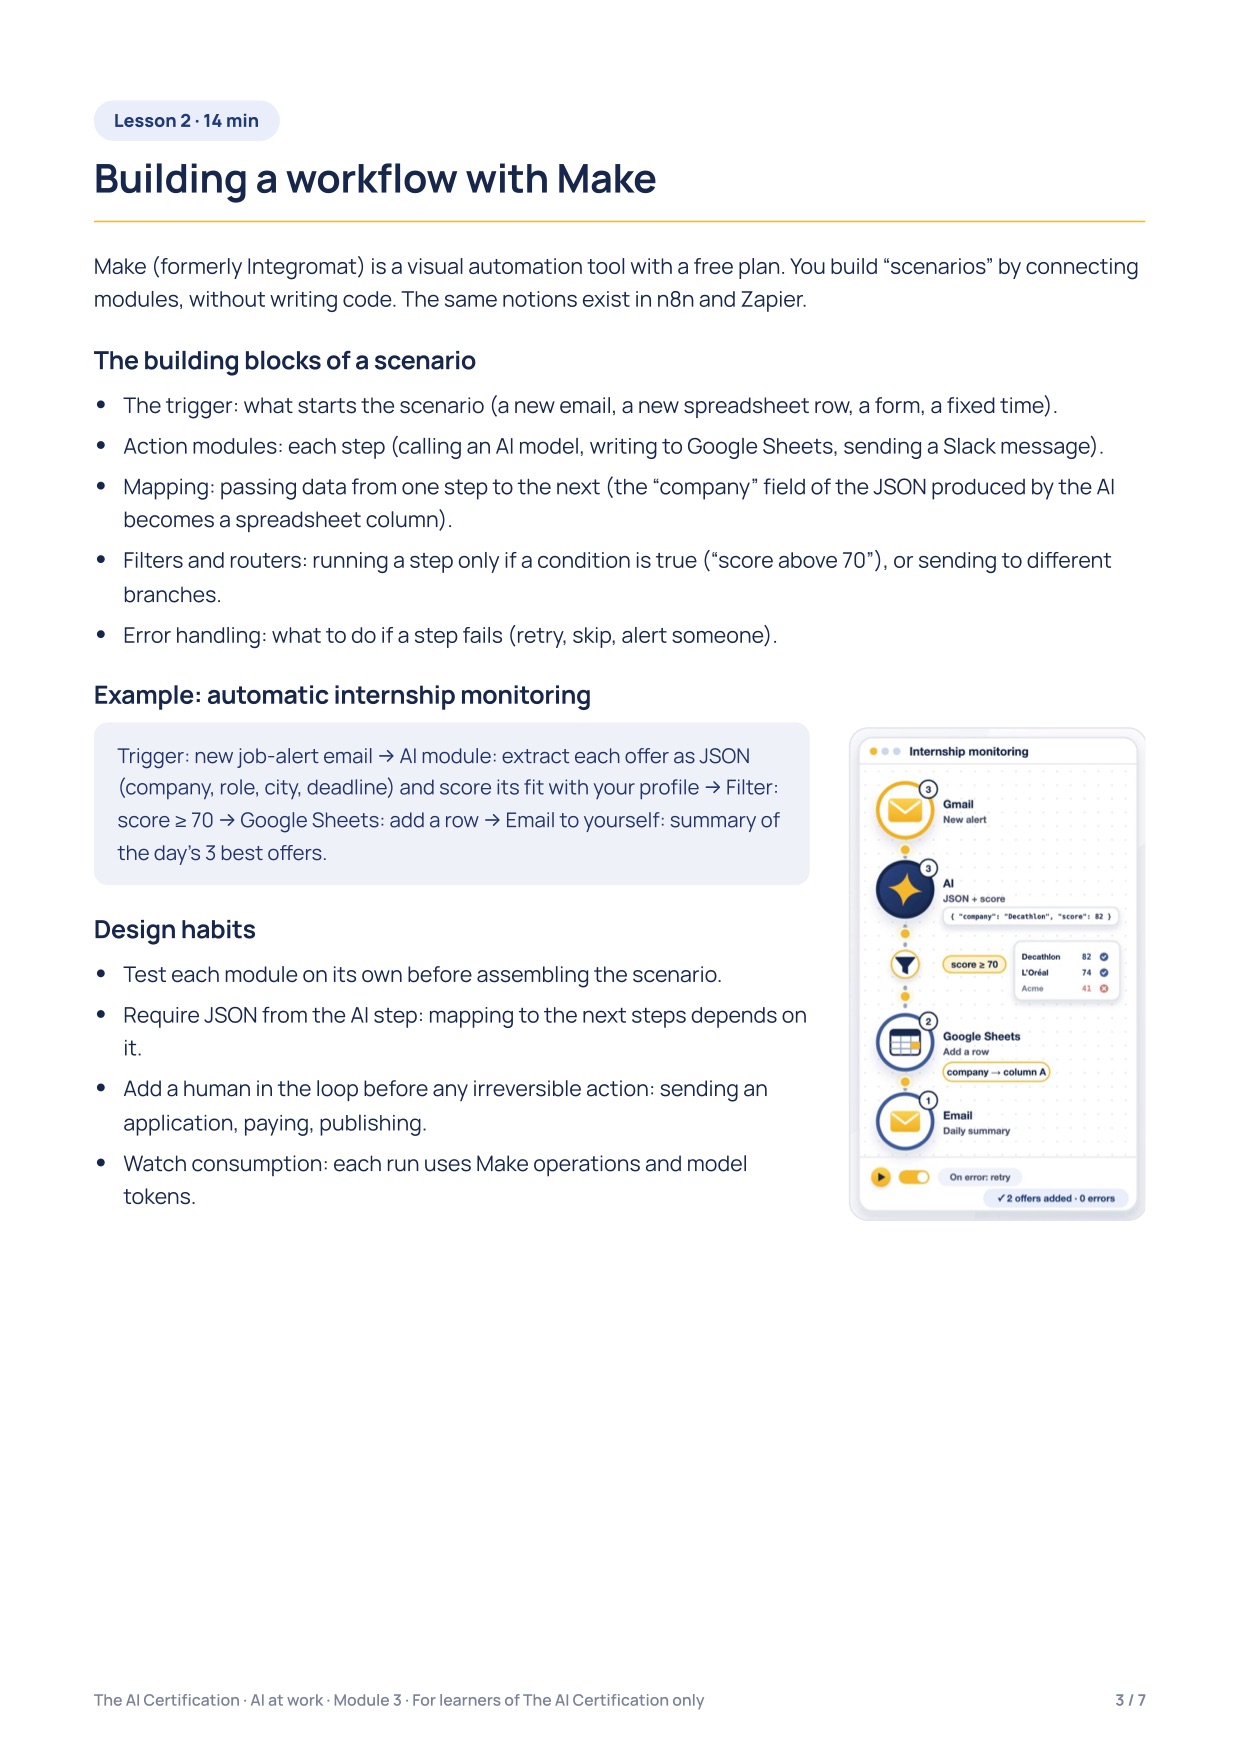 Lesson 2 · 14 min
Building a workflow with Make
Make (formerly Integromat) is a visual automation tool with a free plan. You build “scenarios” by connecting
modules, without writing code. The same notions exist in n8n and Zapier.
The building blocks of a scenario
• The trigger: what starts the scenario (a new email, a new spreadsheet row, a form, a fixed time).
• Action modules: each step (calling an AI model, writing to Google Sheets, sending a Slack message).
• Mapping: passing data from one step to the next (the “company” field of the JSON produced by the AI
becomes a spreadsheet column).
• Filters and routers: running a step only if a condition is true (“score above 70”), or sending to different
branches.
• Error handling: what to do if a step fails (retry, skip, alert someone).
Example: automatic internship monitoring
Trigger: new job-alert email → AI module: extract each offer as JSON
(company, role, city, deadline) and score its fit with your profile → Filter:
score ≥ 70 → Google Sheets: add a row → Email to yourself: summary of
the day’s 3 best offers.
Design habits
• Test each module on its own before assembling the scenario.
• Require JSON from the AI step: mapping to the next steps depends on
it.
• Add a human in the loop before any irreversible action: sending an
application, paying, publishing.
• Watch consumption: each run uses Make operations and model
tokens.
Internship monitoring
3
Gmail
New alert
3
AI
JSON + score
{ "company": "Decathlon", "score": 82 }
score ≥ 70
Decathlon 82
L'Oréal 74
Acme 41
2
Google Sheets
Add a row
company → column A
1
Email
Daily summary
On error: retry
✓ 2 offers added · 0 errors
The AI Certification · AI at work · Module 3 · For learners of The AI Certification only
3 / 7